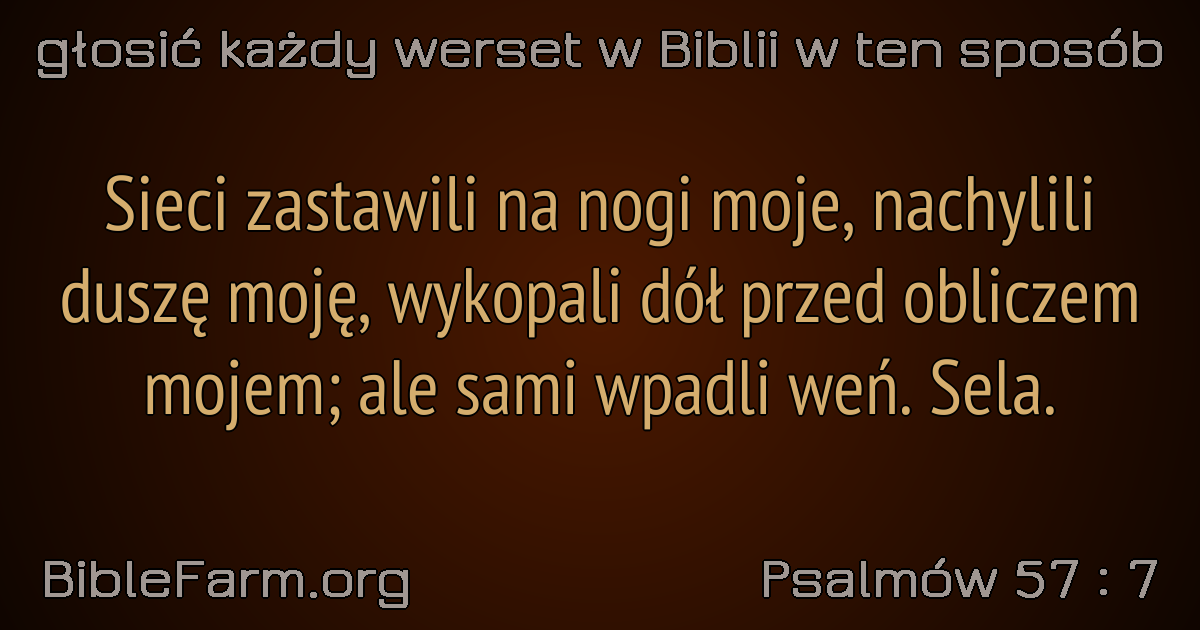 głosić każdy werset w Biblii w ten sposób
Sieci zastawili na nogi moje, nachylili
duszę moję, wykopali dół przed obliczem
mojem; ale sami wpadli weń. Sela.
BibleFarm.org
Psalmów 57 : 7